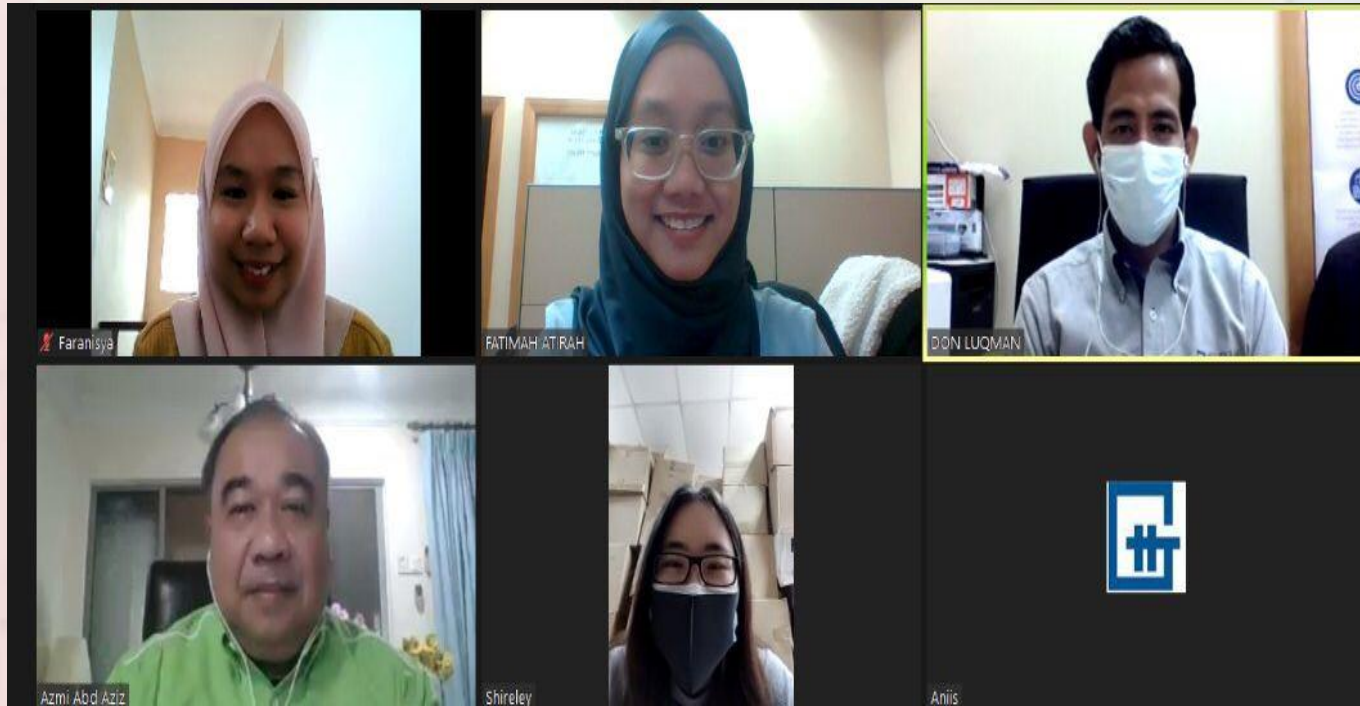 Faranisya
FATIMAH ATIRAH
DON LUQMAN
Azmi Abd Aziz
Shireley
Aniis